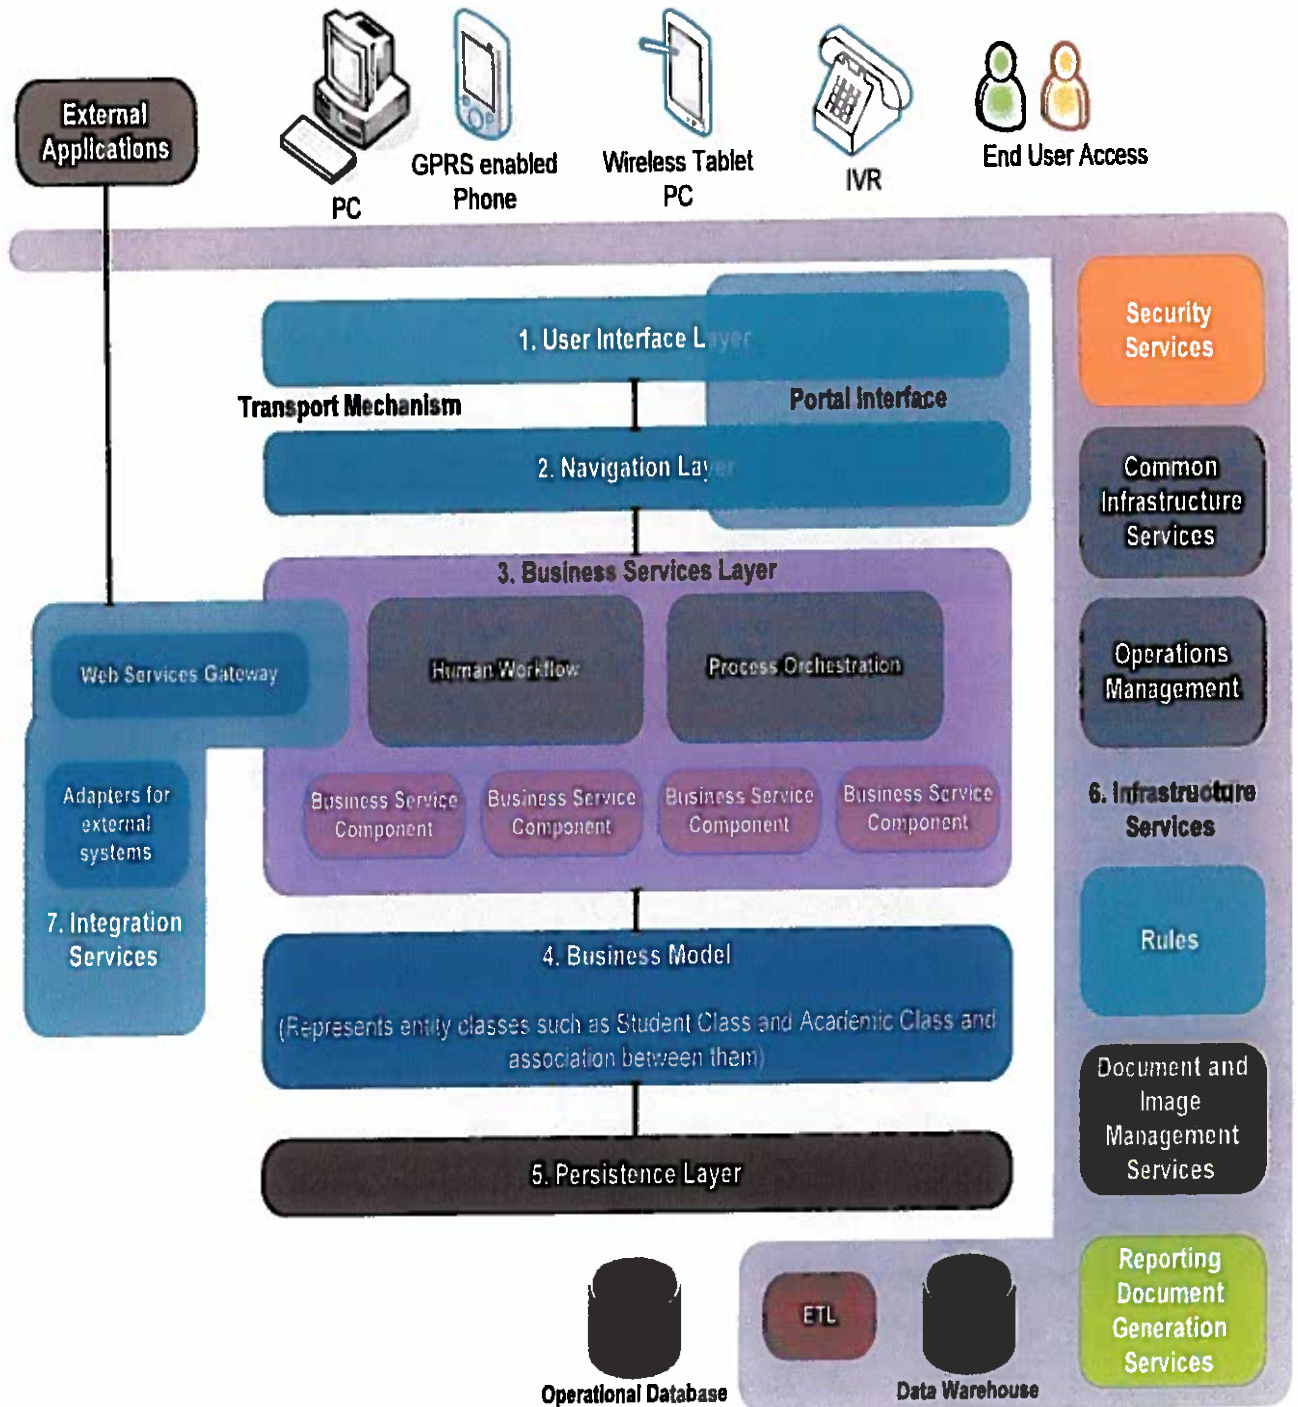 External
Applications
PC
GPRS enabled
Phone
Wireless Tablet
PC
IVR
End User Access
1. User Interface Layer
Transport Mechanism
Portal Interface
2. Navigation Layer
3. Business Services Layer
Web Services Gateway
Human Workflow
Process Orchestration
Adapters for
external
systems
Business Service
Component
Business Service
Component
Business Service
Component
Business Service
Component
7. Integration
Services
4. Business Model
(Represents entity classes such as Student Class and Academic Class and
association between them)
5. Persistence Layer
Operational Database
ETL
Data Warehouse
Security
Services
Common
Infrastructure
Services
Operations
Management
6. Infrastructure
Services
Rules
Document and
Image
Management
Services
Reporting
Document
Generation
Services